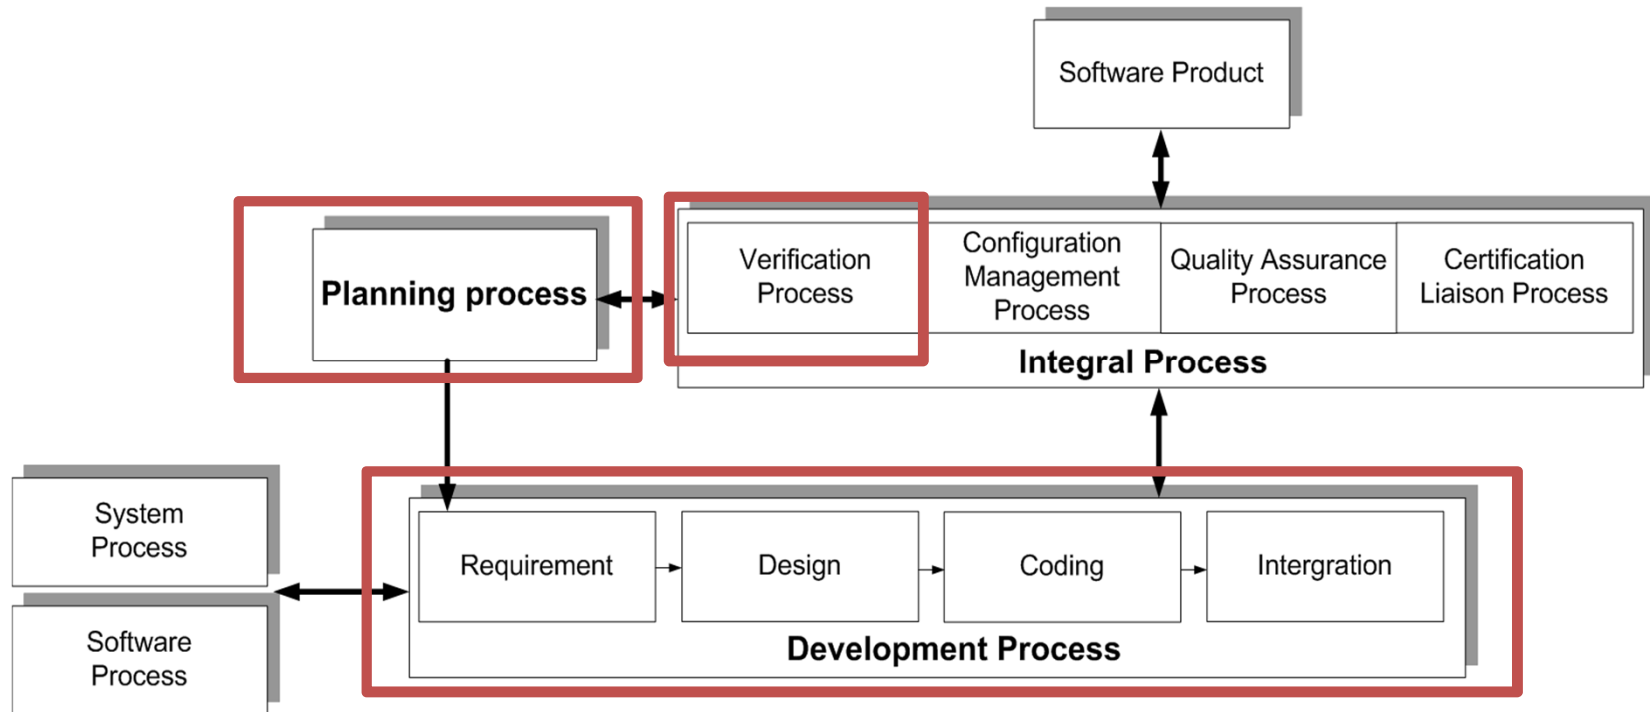 Software Product
Planning process
Verification
Process
Configuration
Management
Process
Quality Assurance
Process
Certification
Liaison Process
Integral Process
System
Process
Software
Process
Requirement
Design
Coding
Intergration
Development Process